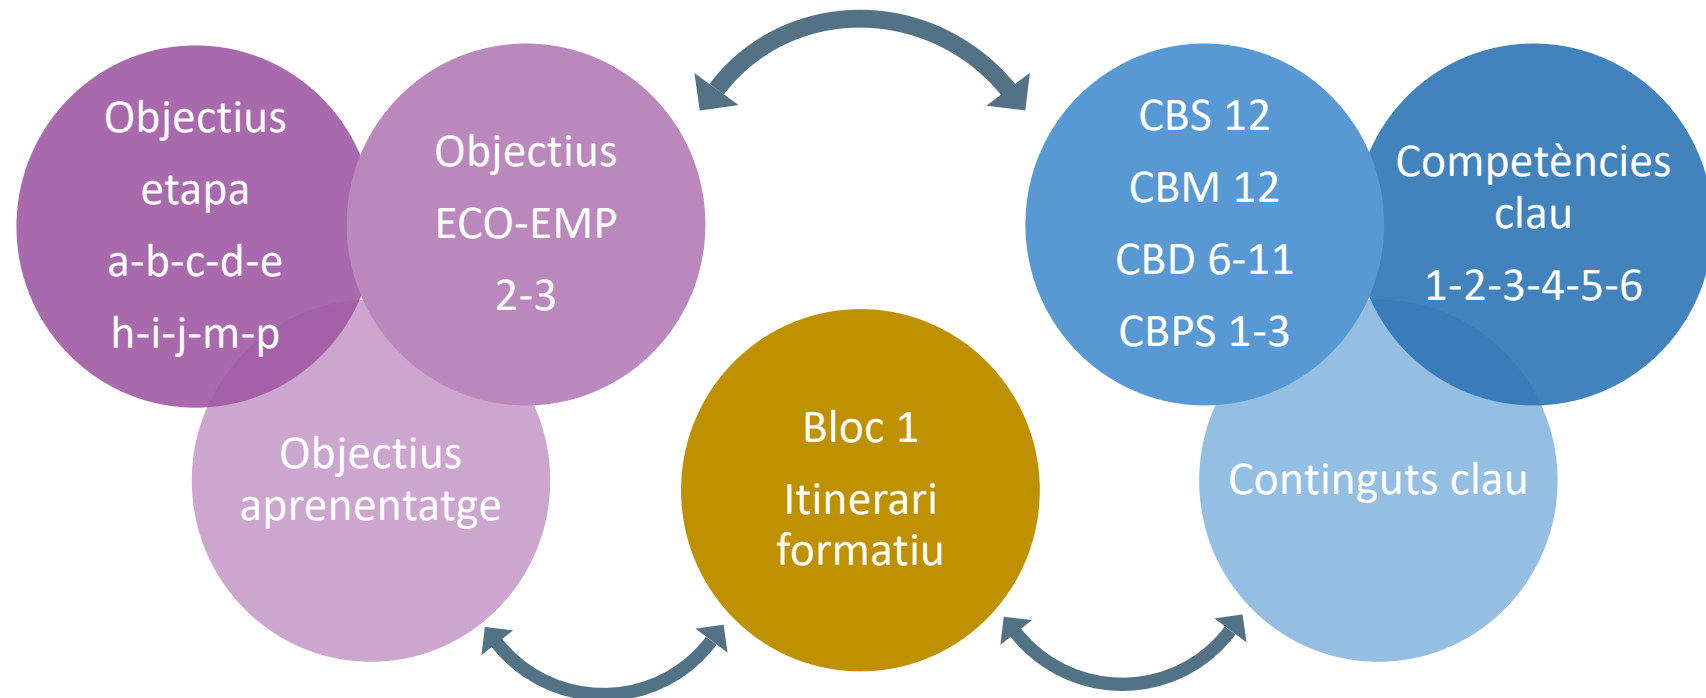 Objectius
etapa
a-b-c-d-e
h-i-j-m-p
Objectius
ECO-EMP
2-3
Objectius
aprenentatge
Bloc 1
Itinerari
formatiu
CBS 12
CBM 12
CBD 6-11
CBPS 1-3
Competències
clau
1-2-3-4-5-6
Continguts clau